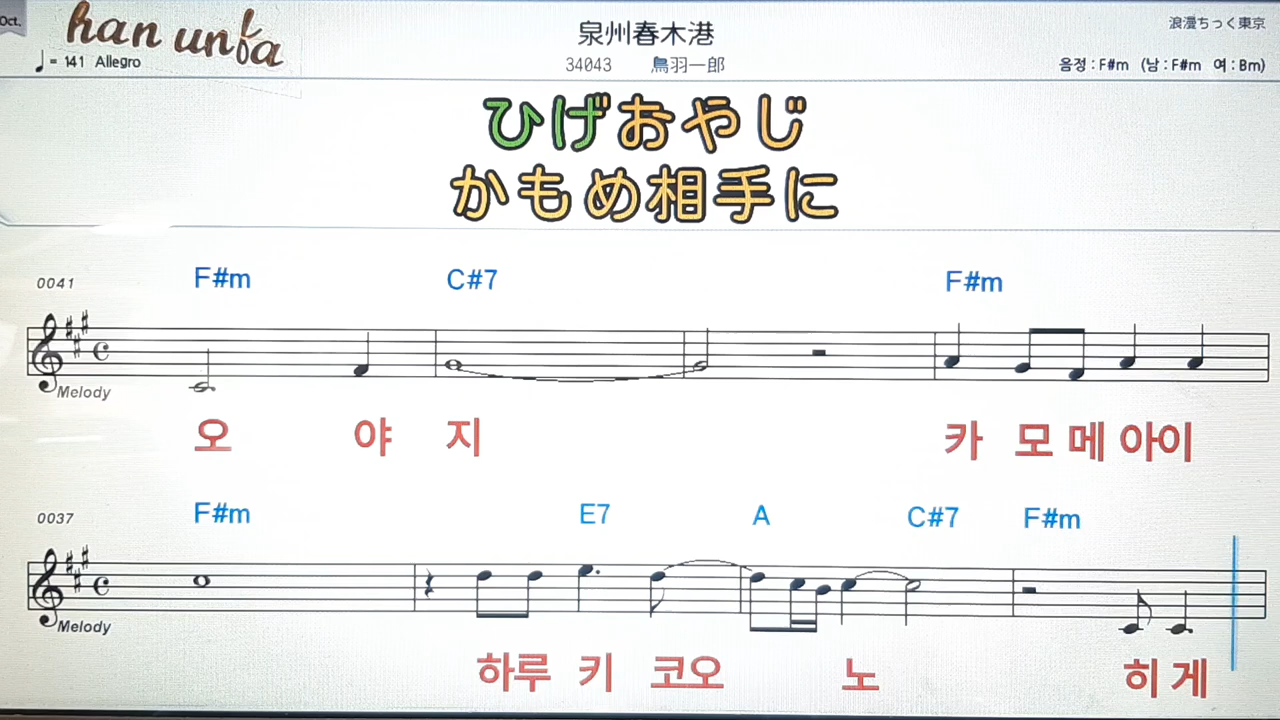 Oct.
han unfa
♩= 141 Allegro
泉州春木港
34043 鳥羽一郎
浪漫ちっく東京
음정 : F#m (남 : F#m 여 : Bm)
ひげおやじ
かもめ相手に
0041
F#m C#7 F#m
Melody
오 야 지 카 모 메 아이
0037
F#m E7 A C#7 F#m
Melody
하루 키 코오 노 히 게